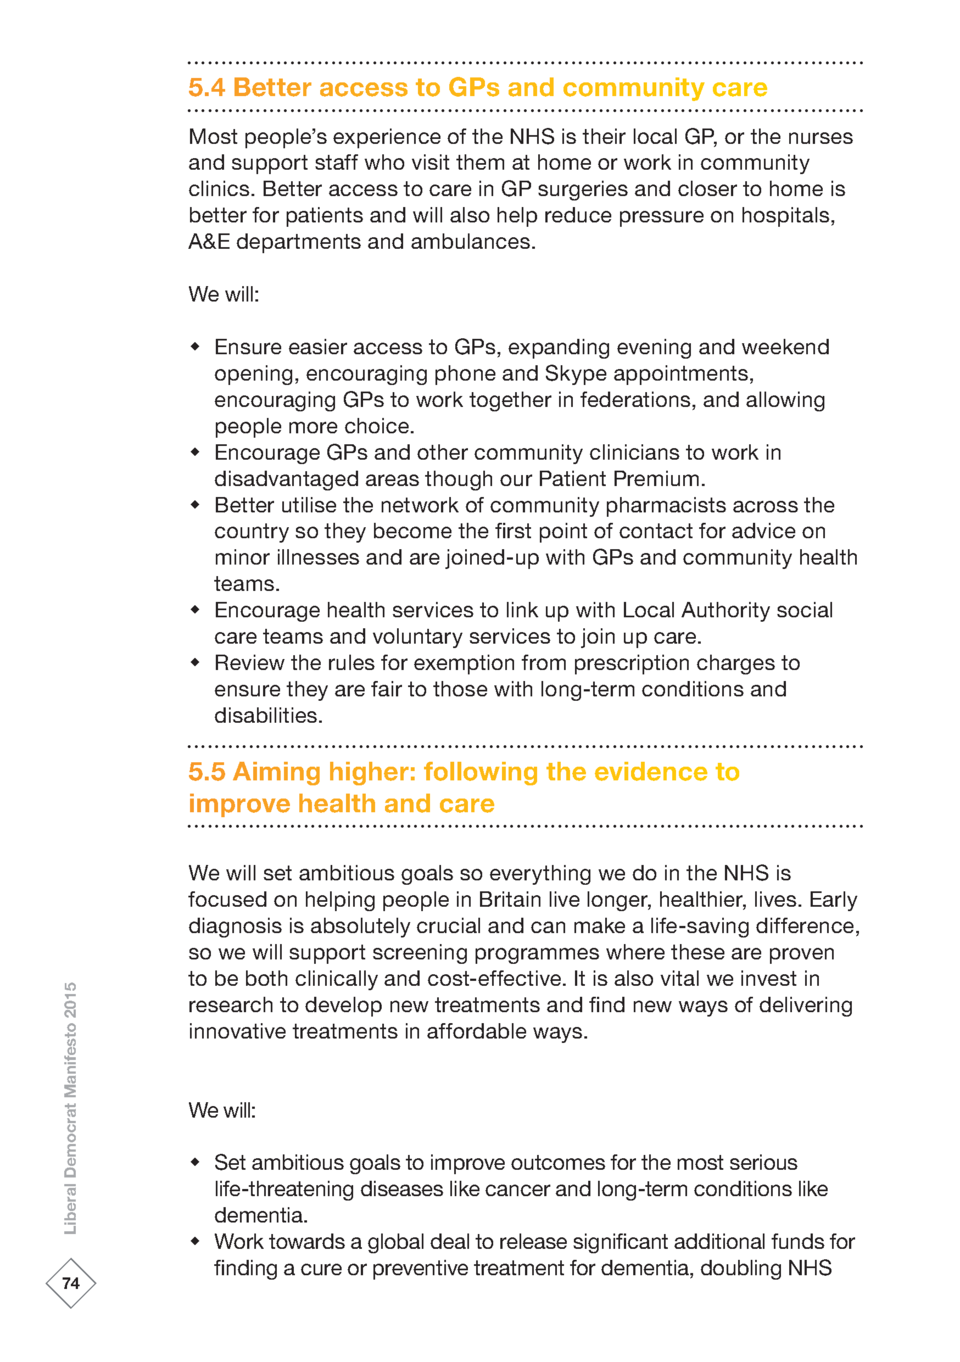 5.4 Better access to GPs and community care
Most people’s experience of the NHS is their local GP, or the nurses
and support staff who visit them at home or work in community
clinics. Better access to care in GP surgeries and closer to home is
better for patients and will also help reduce pressure on hospitals,
A&E departments and ambulances.
We will:
◆ Ensure easier access to GPs, expanding evening and weekend
opening, encouraging phone and Skype appointments,
encouraging GPs to work together in federations, and allowing
people more choice.
◆ Encourage GPs and other community clinicians to work in
disadvantaged areas though our Patient Premium.
◆ Better utilise the network of community pharmacists across the
country so they become the first point of contact for advice on
minor illnesses and are joined-up with GPs and community health
teams.
◆ Encourage health services to link up with Local Authority social
care teams and voluntary services to join up care.
◆ Review the rules for exemption from prescription charges to
ensure they are fair to those with long-term conditions and
disabilities.
5.5 Aiming higher: following the evidence to
improve health and care
We will set ambitious goals so everything we do in the NHS is
focused on helping people in Britain live longer, healthier, lives. Early
diagnosis is absolutely crucial and can make a life-saving difference,
so we will support screening programmes where these are proven
to be both clinically and cost-effective. It is also vital we invest in
research to develop new treatments and find new ways of delivering
innovative treatments in affordable ways.
We will:
◆ Set ambitious goals to improve outcomes for the most serious
life-threatening diseases like cancer and long-term conditions like
dementia.
◆ Work towards a global deal to release significant additional funds for
finding a cure or preventive treatment for dementia, doubling NHS
Liberal Democrat Manifesto 2015
74